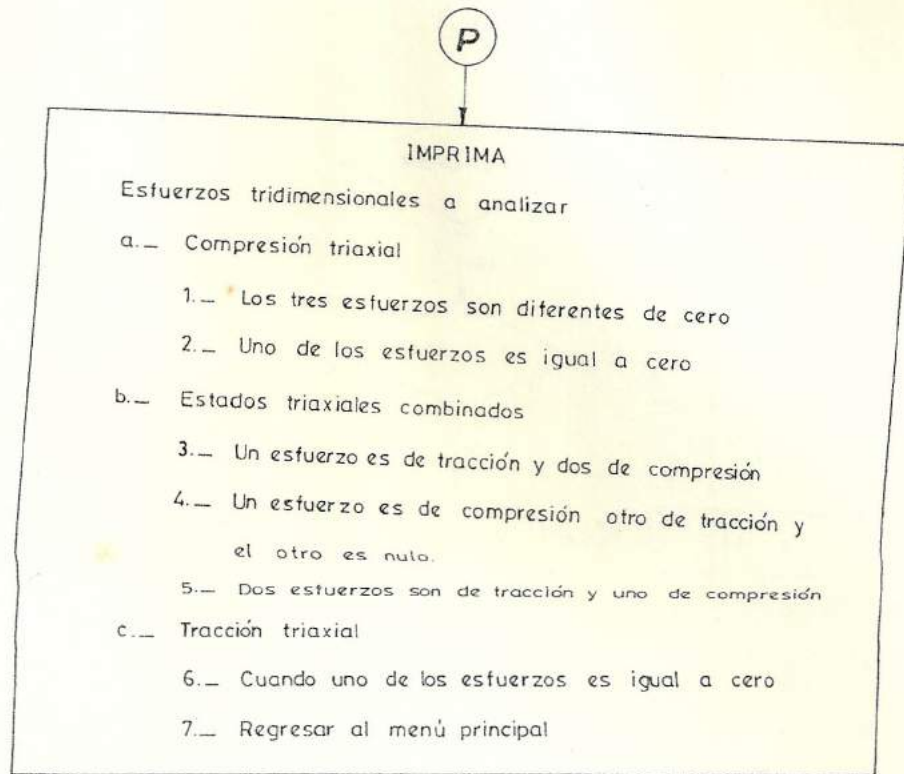 P
IMPRIMA
Esfuerzos tridimensionales a analizar
a.— Compresión triaxial
1.— Los tres esfuerzos son diferentes de cero
2.— Uno de los esfuerzos es igual a cero
b.— Estados triaxiales combinados
3.— Un esfuerzo es de tracción y dos de compresión
4.— Un esfuerzo es de compresión otro de tracción y
el otro es nulo.
5.— Dos esfuerzos son de tracción y uno de compresión
c.— Tracción triaxial
6.— Cuando uno de los esfuerzos es igual a cero
7.— Regresar al menú principal